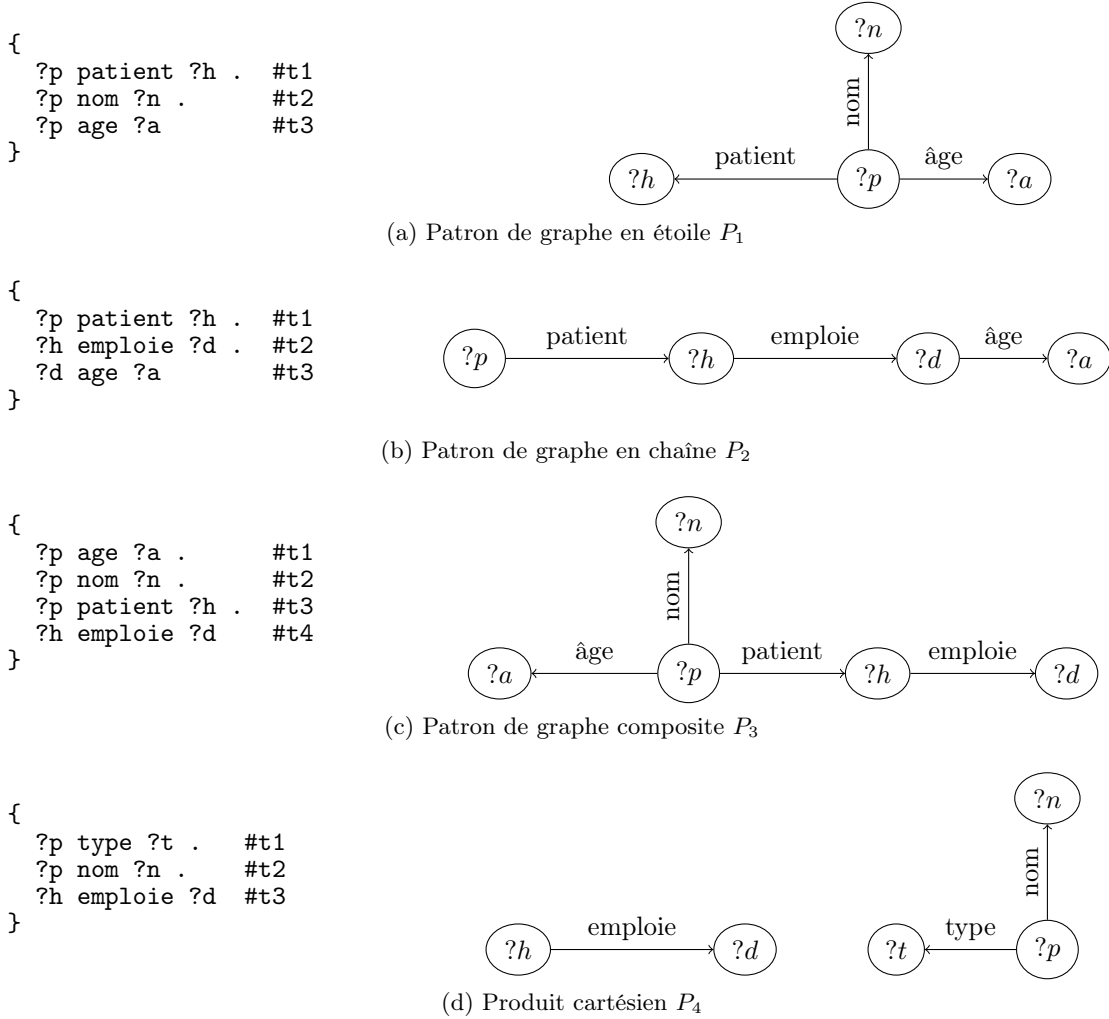 {
  ?p patient ?h .  #t1
  ?p nom ?n .      #t2
  ?p age ?a        #t3
}
?n
nom
patient
âge
?h
?p
?a
(a) Patron de graphe en étoile P1
{
  ?p patient ?h .  #t1
  ?h emploie ?d .  #t2
  ?d age ?a        #t3
}
patient
emploie
âge
?p
?h
?d
?a
(b) Patron de graphe en chaîne P2
{
  ?p age ?a .      #t1
  ?p nom ?n .      #t2
  ?p patient ?h .  #t3
  ?h emploie ?d    #t4
}
?n
nom
âge
patient
emploie
?a
?p
?h
?d
(c) Patron de graphe composite P3
{
  ?p type ?t .   #t1
  ?p nom ?n .    #t2
  ?h emploie ?d  #t3
}
?n
nom
emploie
type
?h
?d
?t
?p
(d) Produit cartésien P4